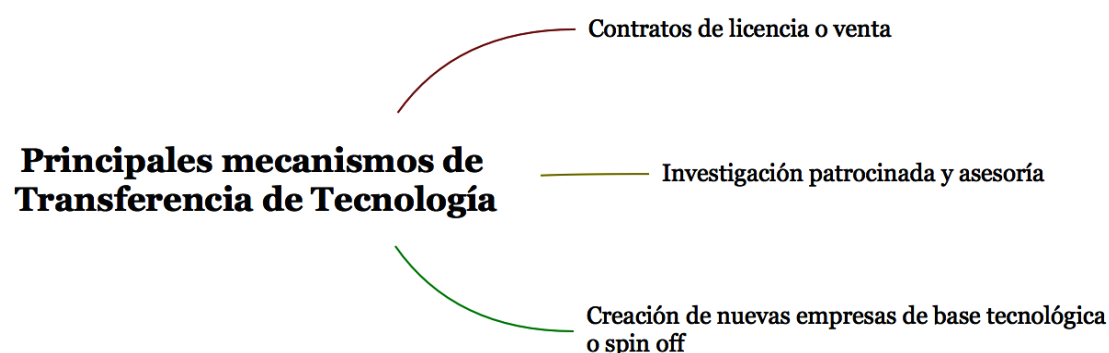 Contratos de licencia o venta
Principales mecanismos de
Transferencia de Tecnología
Investigación patrocinada y asesoría
Creación de nuevas empresas de base tecnológica
o spin off